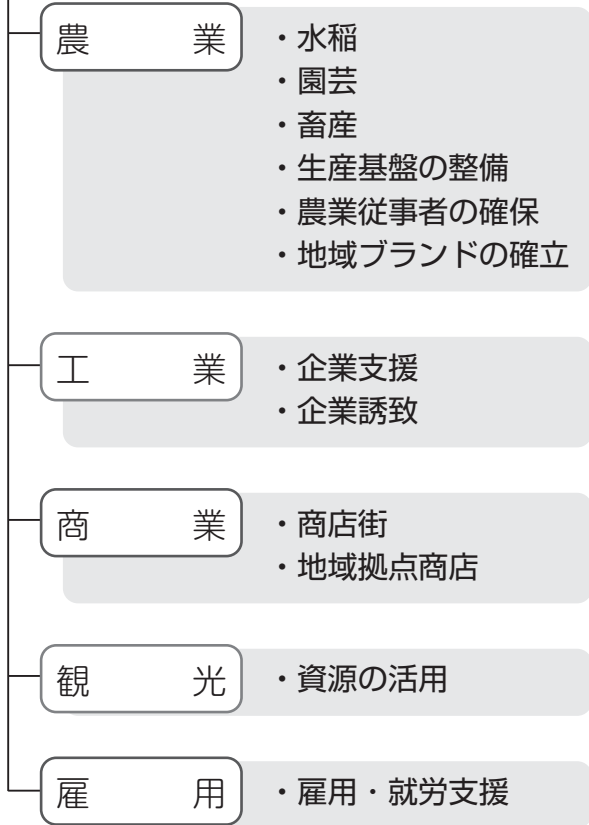 農　業
・水稲
・園芸
・畜産
・生産基盤の整備
・農業従事者の確保
・地域ブランドの確立
工　業
・企業支援
・企業誘致
商　業
・商店街
・地域拠点商店
観　光
・資源の活用
雇　用
・雇用・就労支援